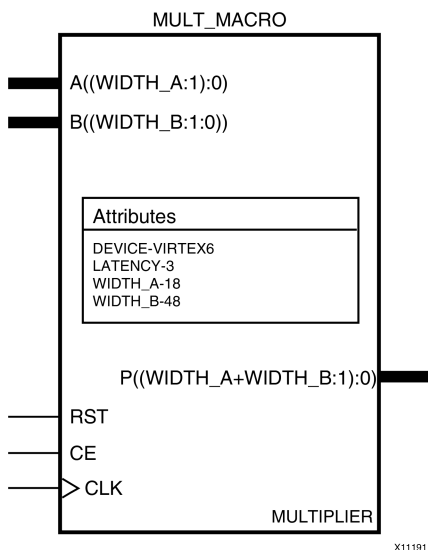 MULT_MACRO
A((WIDTH_A:1):0)
B((WIDTH_B:1:0))
Attributes
DEVICE-VIRTEX6
LATENCY-3
WIDTH_A-18
WIDTH_B-48
P((WIDTH_A+WIDTH_B:1):0)
RST
CE
CLK
MULTIPLIER
X11191